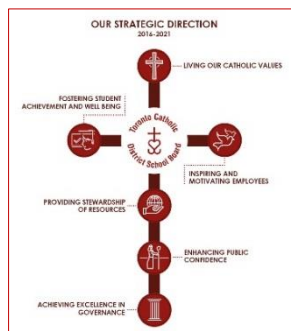 OUR STRATEGIC DIRECTION
2016-2021
LIVING OUR CATHOLIC VALUES
FOSTERING STUDENT
ACHIEVEMENT AND WELL BEING
Toronto Catholic
District School Board
INSPIRING AND
MOTIVATING EMPLOYEES
PROVIDING STEWARDSHIP
OF RESOURCES
ENHANCING PUBLIC
CONFIDENCE
ACHIEVING EXCELLENCE IN
GOVERNANCE